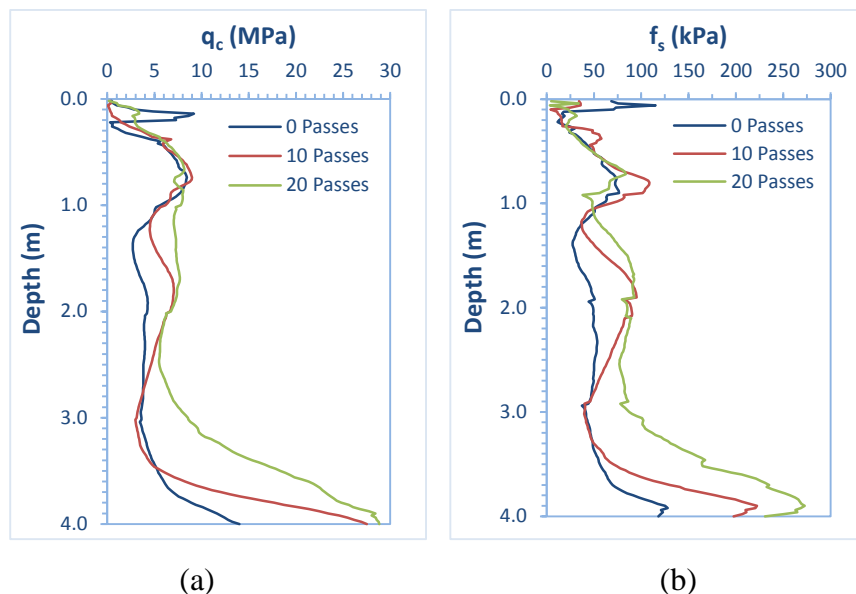 q_c (MPa)
0 5 10 15 20 25 30
0.0
1.0
2.0
3.0
4.0
Depth (m)
0 Passes
10 Passes
20 Passes
(a)
f_s (kPa)
0 50 100 150 200 250 300
0.0
1.0
2.0
3.0
4.0
Depth (m)
0 Passes
10 Passes
20 Passes
(b)